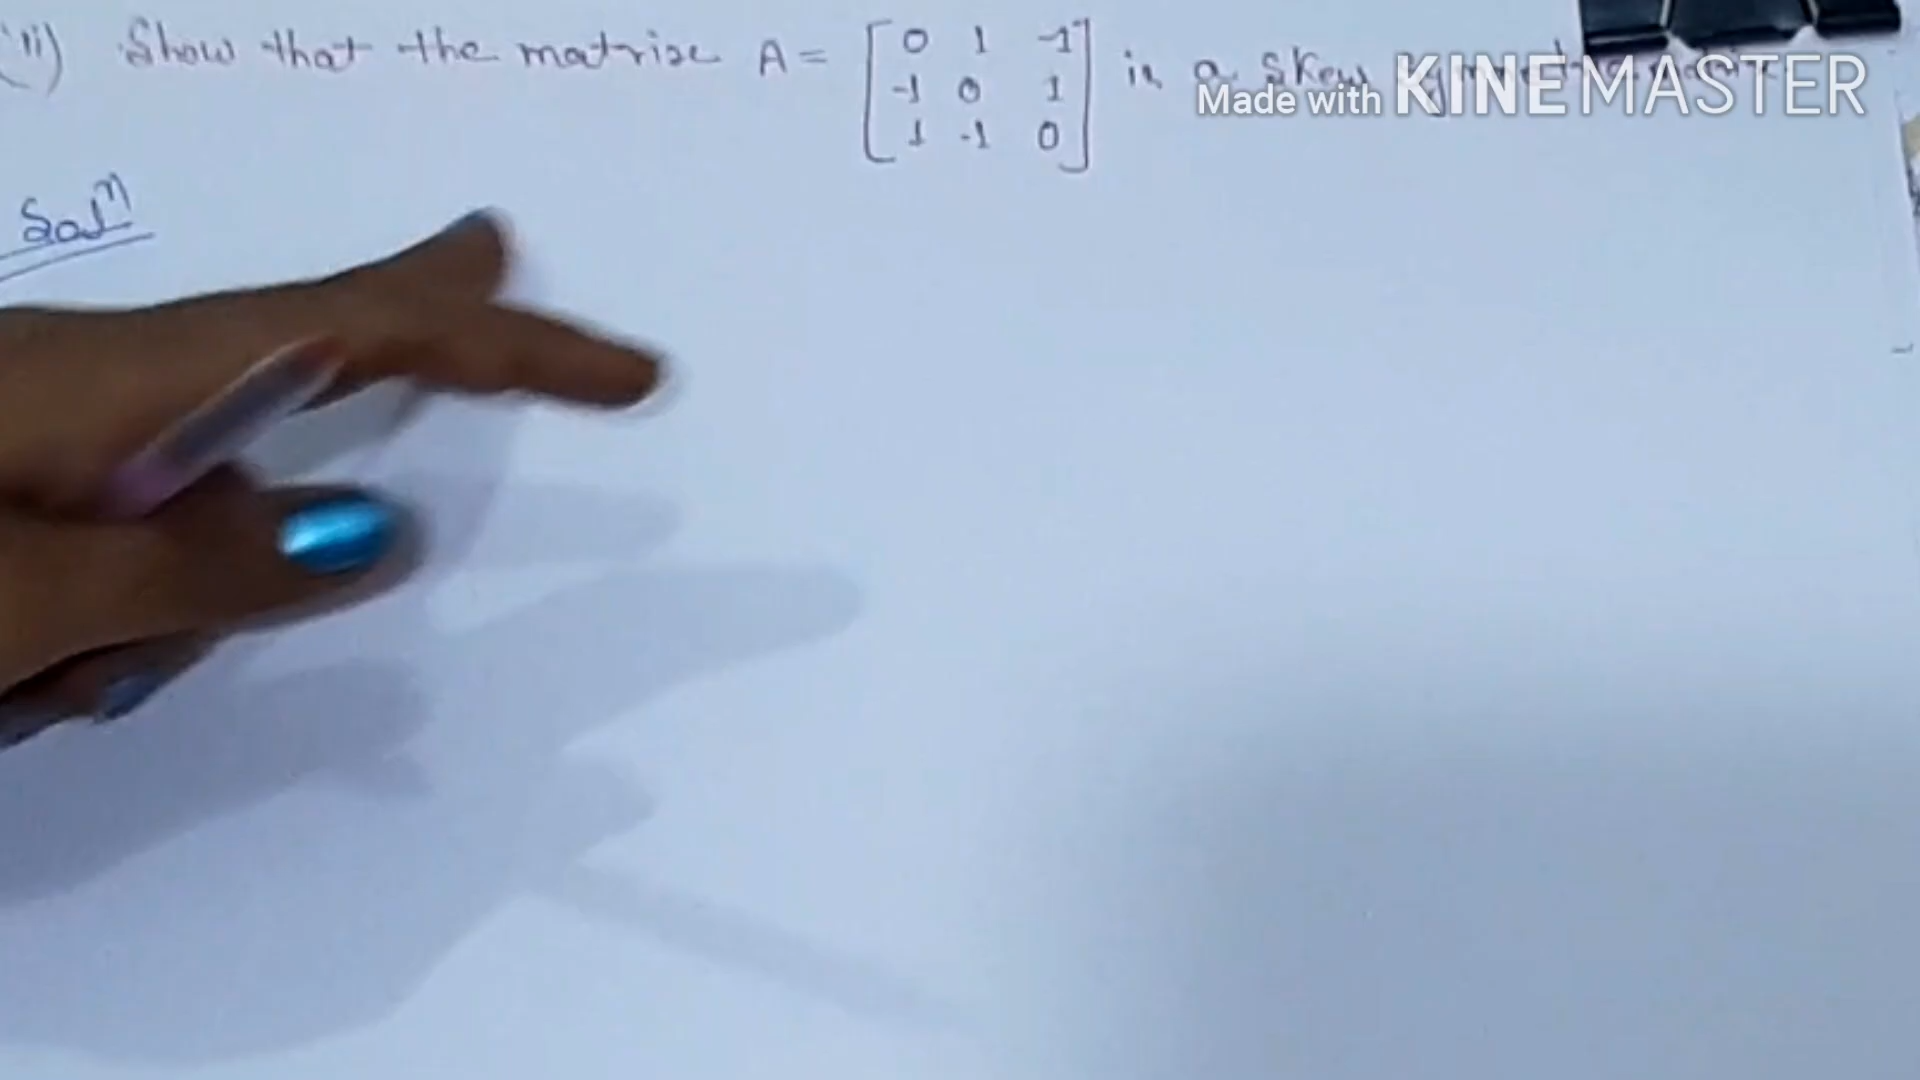 (ii) Show that the matrix A = [ 0 1 -1 ] is a skew
-1 0 1
1 -1 0
Made with KINEMASTER
Solⁿ